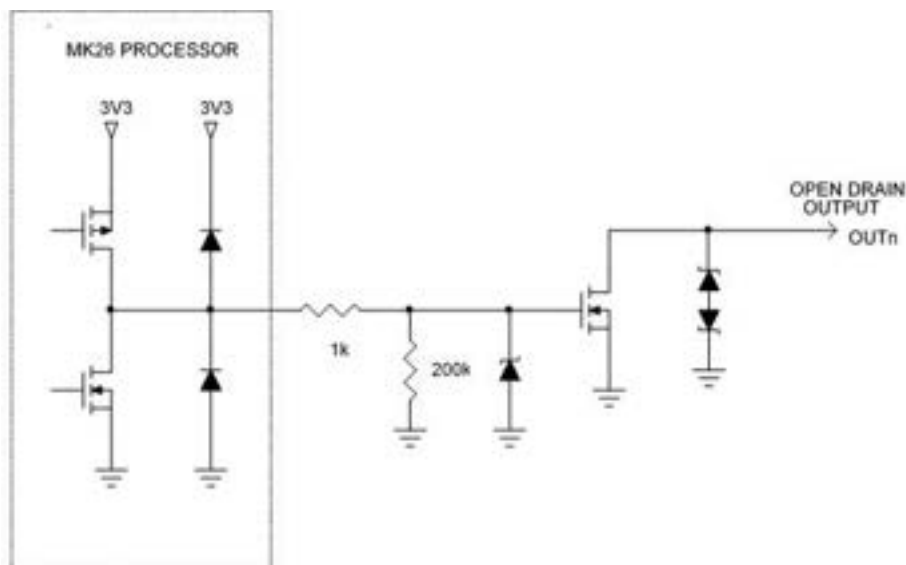 MK26 PROCESSOR
3V3
3V3
OPEN DRAIN
OUTPUT
OUTn
1k
200k